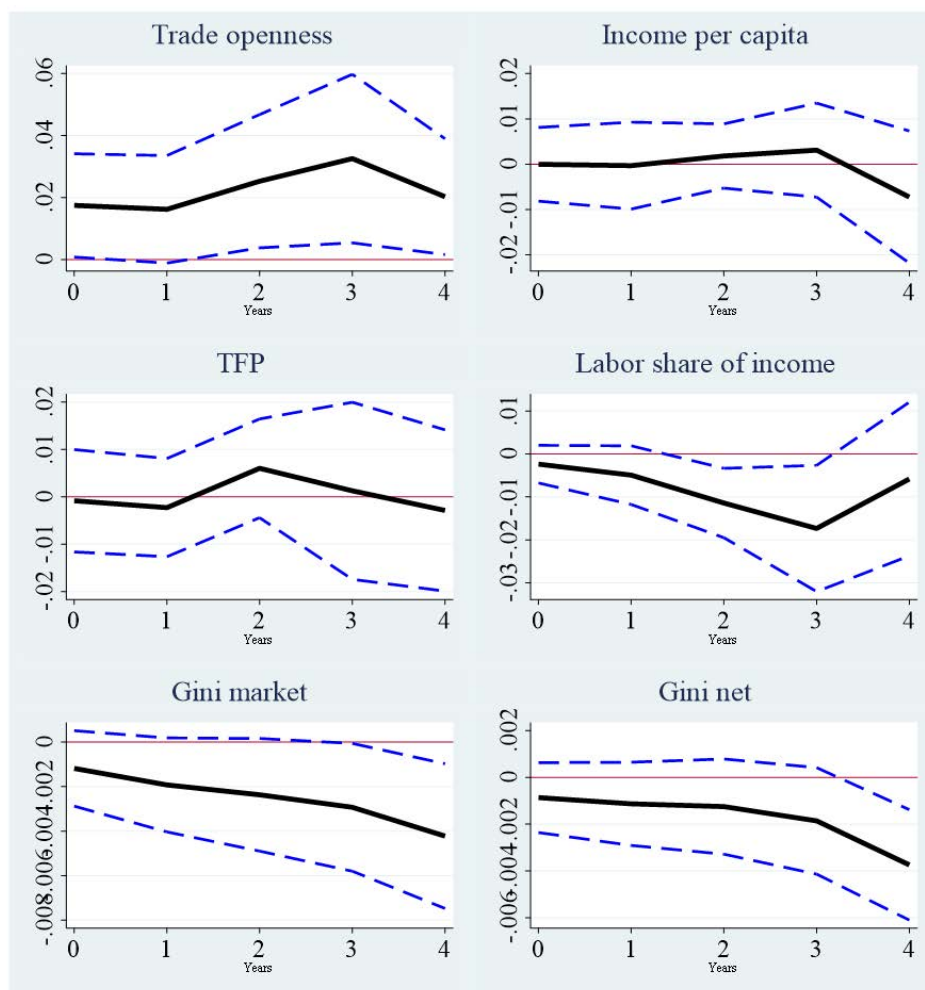 Trade openness
.06
.04
.02
0
0 1 2 3 4
Years
Income per capita
.02
.01
0
-.01
-.02
0 1 2 3 4
Years
TFP
.02
.01
0
-.01
-.02
0 1 2 3 4
Years
Labor share of income
.01
0
-.01
-.02
-.03
0 1 2 3 4
Years
Gini market
0
-.002
-.004
-.006
-.008
0 1 2 3 4
Years
Gini net
.002
0
-.002
-.004
-.006
0 1 2 3 4
Years